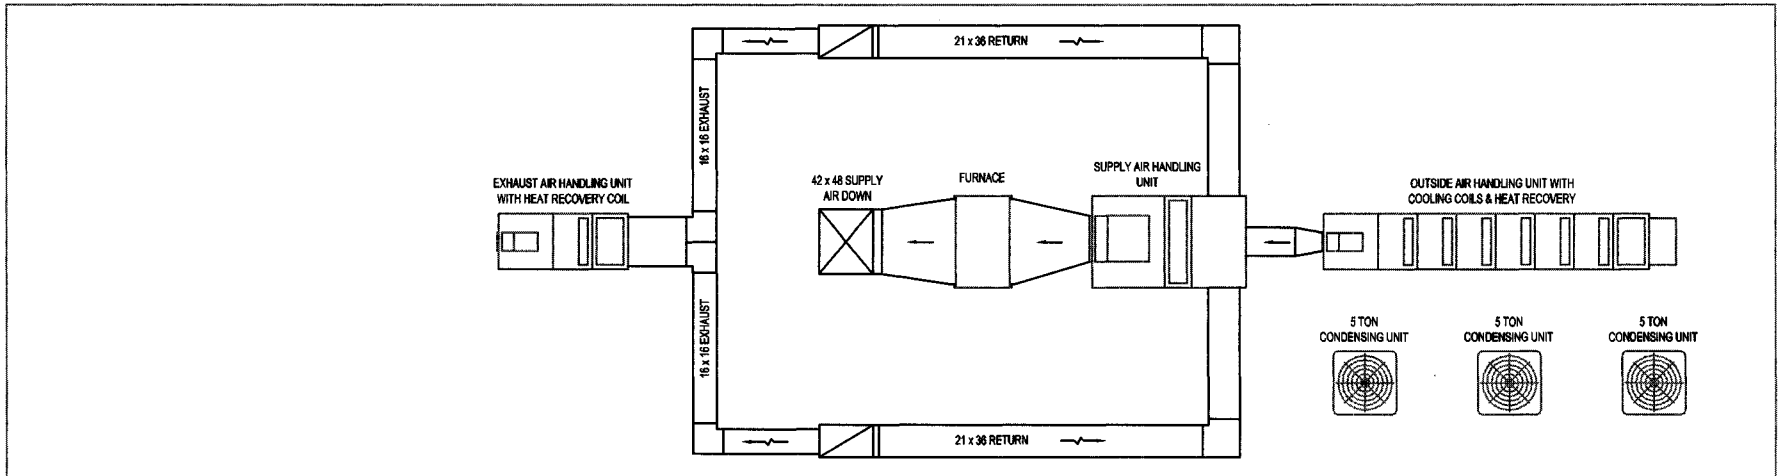 21 x 36 RETURN
16 x 16 EXHAUST
EXHAUST AIR HANDLING UNIT
WITH HEAT RECOVERY COIL
42 x 48 SUPPLY
AIR DOWN
FURNACE
SUPPLY AIR HANDLING
UNIT
OUTSIDE AIR HANDLING UNIT WITH
COOLING COILS & HEAT RECOVERY
16 x 16 EXHAUST
5 TON
CONDENSING UNIT
5 TON
CONDENSING UNIT
5 TON
CONDENSING UNIT
21 x 36 RETURN